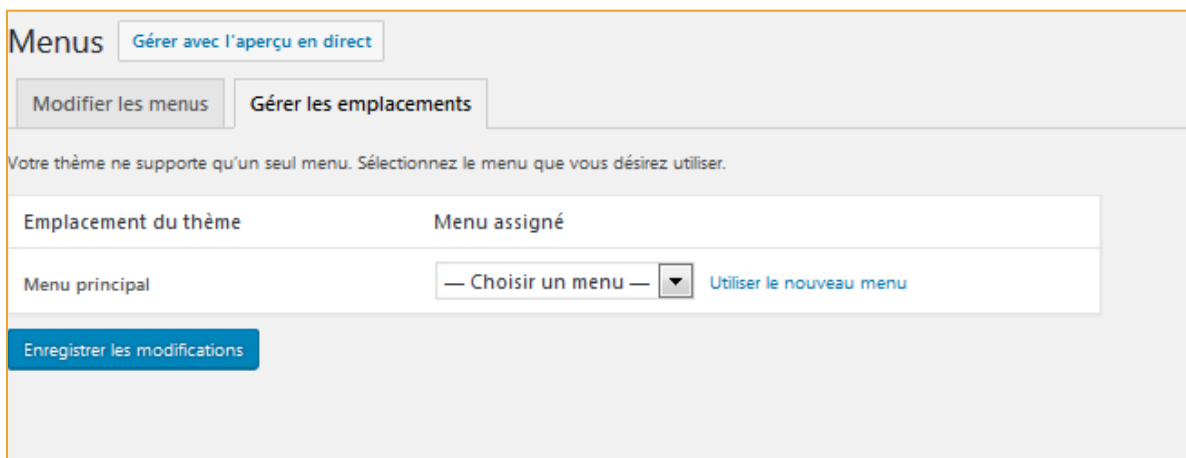 Menus Gérer avec l'aperçu en direct
Modifier les menus Gérer les emplacements
Votre thème ne supporte qu'un seul menu. Sélectionnez le menu que vous désirez utiliser.
Emplacement du thème Menu assigné
Menu principal — Choisir un menu — Utiliser le nouveau menu
Enregistrer les modifications